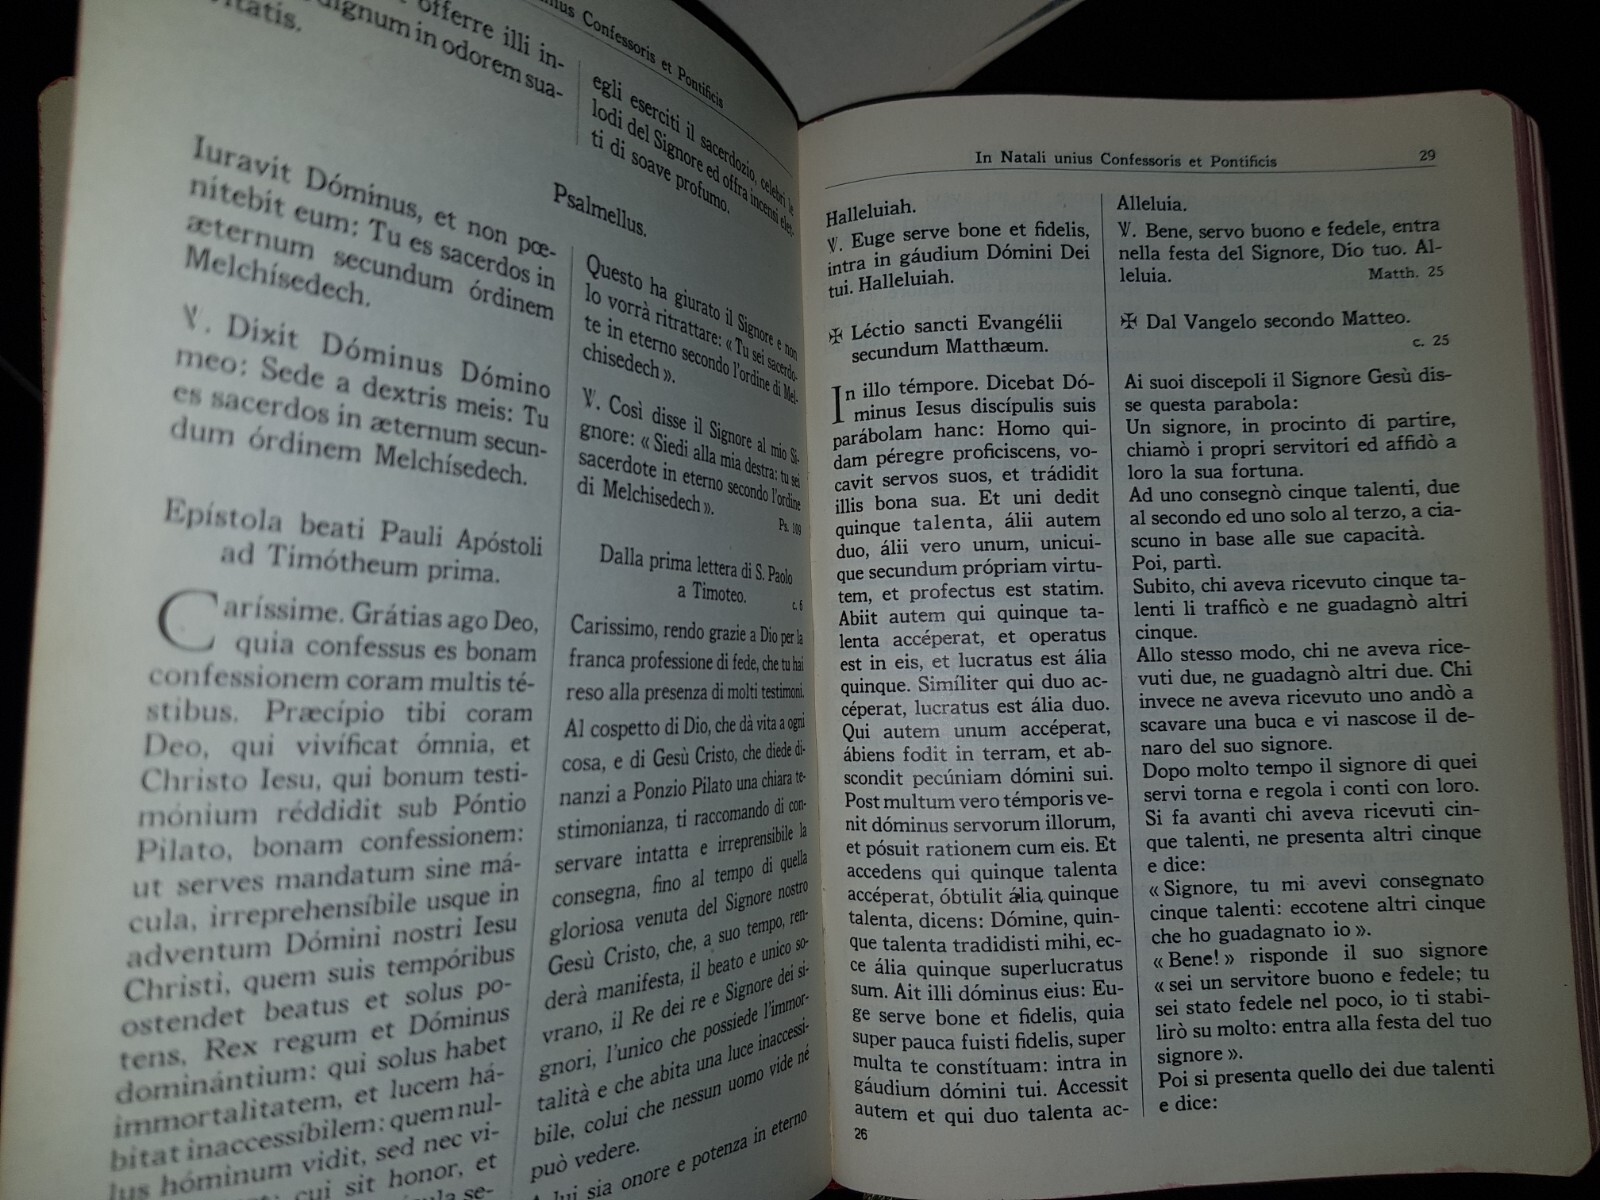 unius Confessoris et Pontificis
offerre illi in-
dignum in odorem sua-
vitatis.
egli eserciti il sacerdozio, celebri le
lodi del Signore ed offra incensi elet-
ti di soave profumo.
Psalmellus.
Iuravit Dóminus, et non pœ-
nitebit eum: Tu es sacerdos in
æternum secundum órdinem
Melchísedech.
℣. Dixit Dóminus Dómino
meo: Sede a dextris meis: Tu
es sacerdos in æternum secun-
dum órdinem Melchísedech.
Questo ha giurato il Signore e non
lo vorrà ritrattare: « Tu sei sacerdo-
te in eterno secondo l'ordine di Mel-
chisedech ».
℣. Così disse il Signore al mio Si-
gnore: « Siedi alla mia destra: tu sei
sacerdote in eterno secondo l'ordine
di Melchisedech ».
Ps. 109
Epístola beati Pauli Apóstoli
ad Timótheum prima.
Caríssime. Grátias ago Deo,
quia confessus es bonam
confessionem coram multis té-
stibus. Præcípio tibi coram
Deo, qui vivíficat ómnia, et
Christo Iesu, qui bonum testi-
mónium réddidit sub Póntio
Pilato, bonam confessionem:
ut serves mandatum sine má-
cula, irreprehensíbile usque in
adventum Dómini nostri Iesu
Christi, quem suis tempóribus
ostendet beatus et solus po-
tens, Rex regum et Dóminus
dominántium: qui solus habet
immortalitatem, et lucem há-
bitat inaccessíbilem: quem nul-
lus hóminum vidit, sed nec vi-
cui sit honor, et
Dalla prima lettera di S. Paolo
a Timoteo.
c. 6
Carissimo, rendo grazie a Dio per la
franca professione di fede, che tu hai
reso alla presenza di molti testimoni.
Al cospetto di Dio, che dà vita a ogni
cosa, e di Gesù Cristo, che diede di-
nanzi a Ponzio Pilato una chiara te-
stimonianza, ti raccomando di con-
servare intatta e irreprensibile la
consegna, fino al tempo di quella
gloriosa venuta del Signore nostro
Gesù Cristo, che, a suo tempo, ren-
derà manifesta, il beato e unico so-
vrano, il Re dei re e Signore dei si-
gnori, l'unico che possiede l'immor-
talità e che abita una luce inaccessi-
bile, colui che nessun uomo vide né
può vedere.
A lui sia onore e potenza in eterno
In Natali unius Confessoris et Pontificis 29
Halleluiah.
℣. Euge serve bone et fidelis,
intra in gáudium Dómini Dei
tui. Halleluiah.
✠ Léctio sancti Evangélii
secundum Matthæum.
In illo témpore. Dicebat Dó-
minus Iesus discípulis suis
parábolam hanc: Homo qui-
dam péregre proficiscens, vo-
cavit servos suos, et trádidit
illis bona sua. Et uni dedit
quinque talenta, álii autem
duo, álii vero unum, unicui-
que secundum própriam virtu-
tem, et profectus est statim.
Abiit autem qui quinque ta-
lenta accéperat, et operatus
est in eis, et lucratus est ália
quinque. Simíliter qui duo ac-
céperat, lucratus est ália duo.
Qui autem unum accéperat,
ábiens fodit in terram, et ab-
scondit pecúniam dómini sui.
Post multum vero témporis ve-
nit dóminus servorum illorum,
et pósuit rationem cum eis. Et
accedens qui quinque talenta
accéperat, óbtulit ália quinque
talenta, dicens: Dómine, quin-
que talenta tradidisti mihi, ec-
ce ália quinque superlucratus
sum. Ait illi dóminus eius: Eu-
ge serve bone et fidelis, quia
super pauca fuisti fidelis, super
multa te constítuam: intra in
gáudium dómini tui. Accessit
autem et qui duo talenta ac-
26
Alleluia.
℣. Bene, servo buono e fedele, entra
nella festa del Signore, Dio tuo. Al-
leluia. Matth. 25
✠ Dal Vangelo secondo Matteo.
c. 25
Ai suoi discepoli il Signore Gesù dis-
se questa parabola:
Un signore, in procinto di partire,
chiamò i propri servitori ed affidò a
loro la sua fortuna.
Ad uno consegnò cinque talenti, due
al secondo ed uno solo al terzo, a cia-
scuno in base alle sue capacità.
Poi, partì.
Subito, chi aveva ricevuto cinque ta-
lenti li trafficò e ne guadagnò altri
cinque.
Allo stesso modo, chi ne aveva rice-
vuti due, ne guadagnò altri due. Chi
invece ne aveva ricevuto uno andò a
scavare una buca e vi nascose il de-
naro del suo signore.
Dopo molto tempo il signore di quei
servi torna e regola i conti con loro.
Si fa avanti chi aveva ricevuti cin-
que talenti, ne presenta altri cinque
e dice:
« Signore, tu mi avevi consegnato
cinque talenti: eccotene altri cinque
che ho guadagnato io ».
« Bene! » risponde il suo signore
« sei un servitore buono e fedele; tu
sei stato fedele nel poco, io ti stabi-
lirò su molto: entra alla festa del tuo
signore ».
Poi si presenta quello dei due talenti
e dice: